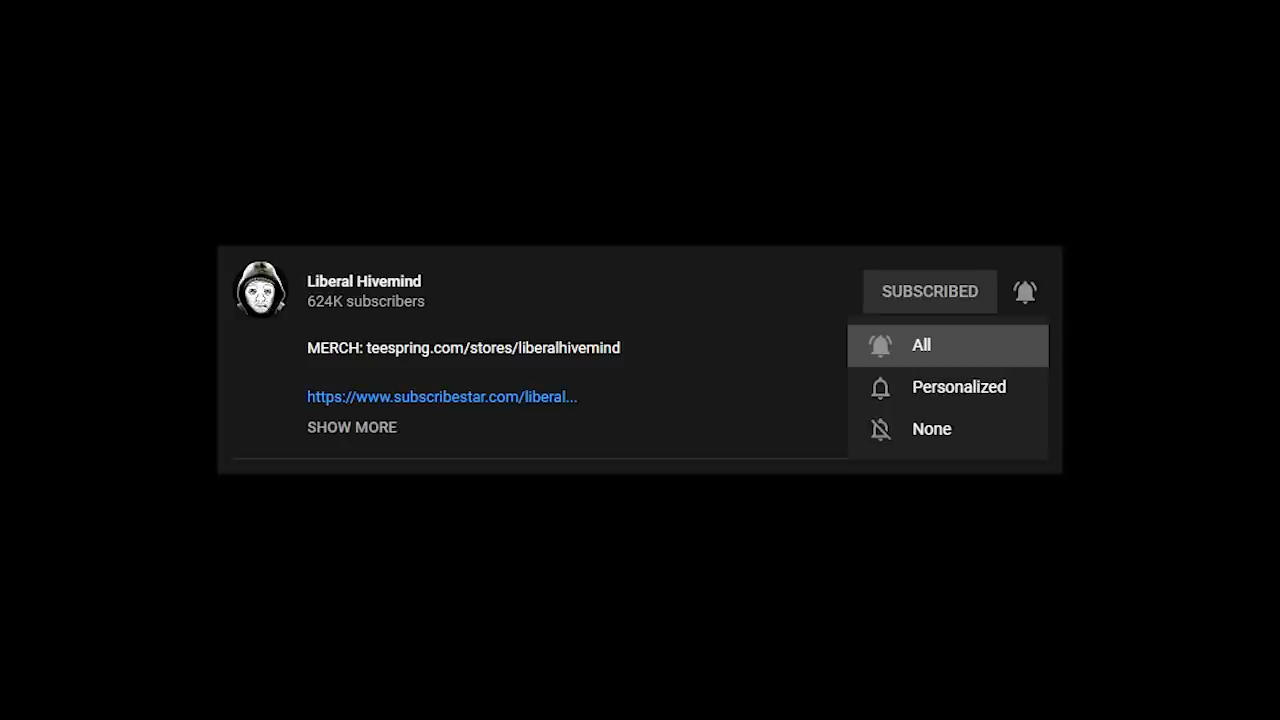 Liberal Hivemind
624K subscribers
SUBSCRIBED
MERCH: teespring.com/stores/liberalhivemind
https://www.subscribestar.com/liberal...
SHOW MORE
All
Personalized
None